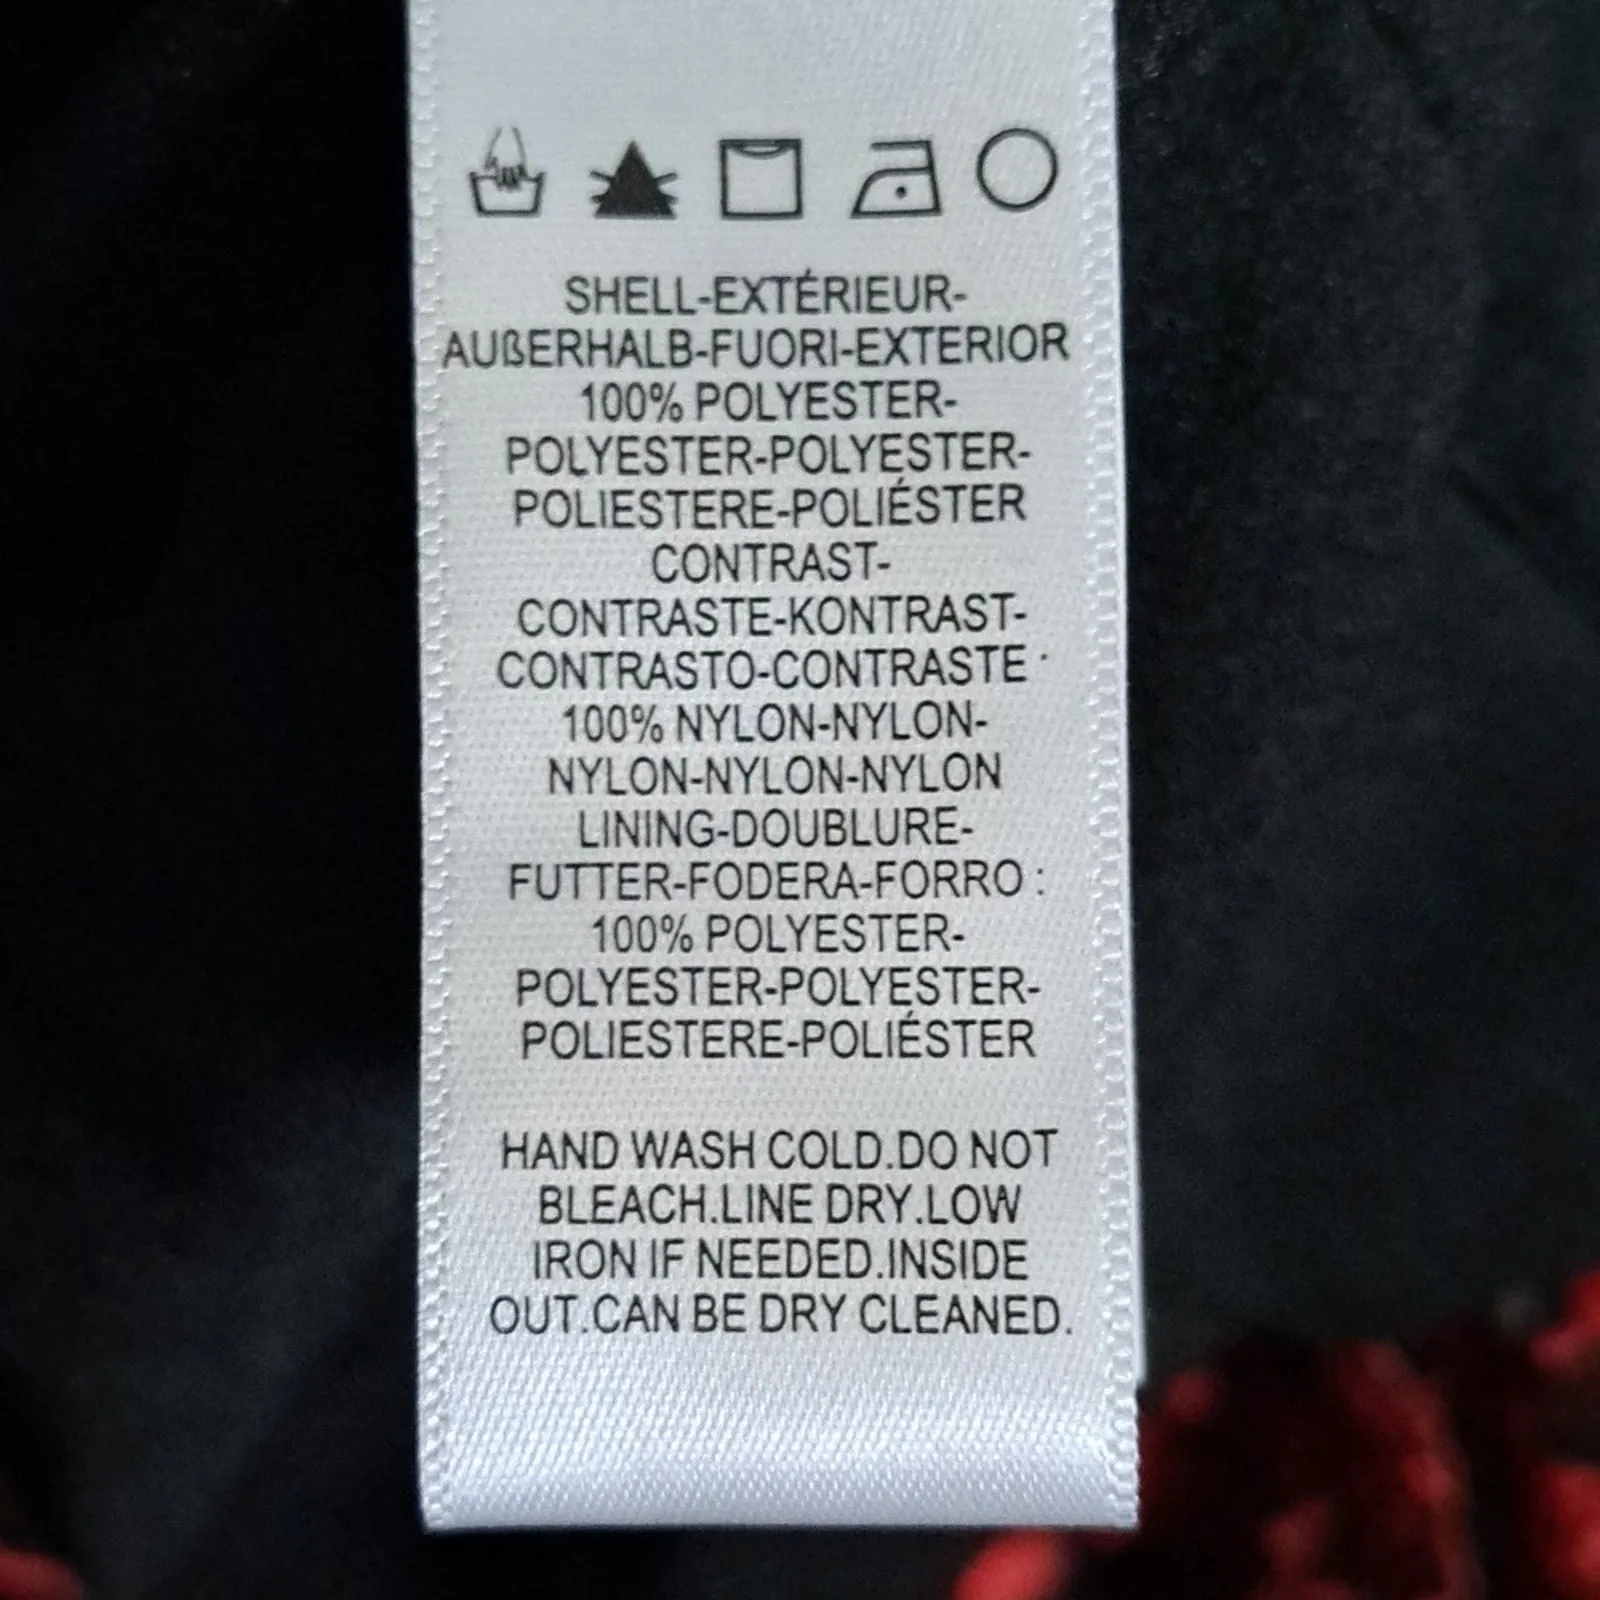 SHELL-EXTÉRIEUR-
AUßERHALB-FUORI-EXTERIOR
100% POLYESTER-
POLYESTER-POLYESTER-
POLIESTERE-POLIÉSTER
CONTRAST-
CONTRASTE-KONTRAST-
CONTRASTO-CONTRASTE :
100% NYLON-NYLON-
NYLON-NYLON-NYLON
LINING-DOUBLURE-
FUTTER-FODERA-FORRO :
100% POLYESTER-
POLYESTER-POLYESTER-
POLIESTERE-POLIÉSTER
HAND WASH COLD.DO NOT
BLEACH.LINE DRY.LOW
IRON IF NEEDED.INSIDE
OUT.CAN BE DRY CLEANED.